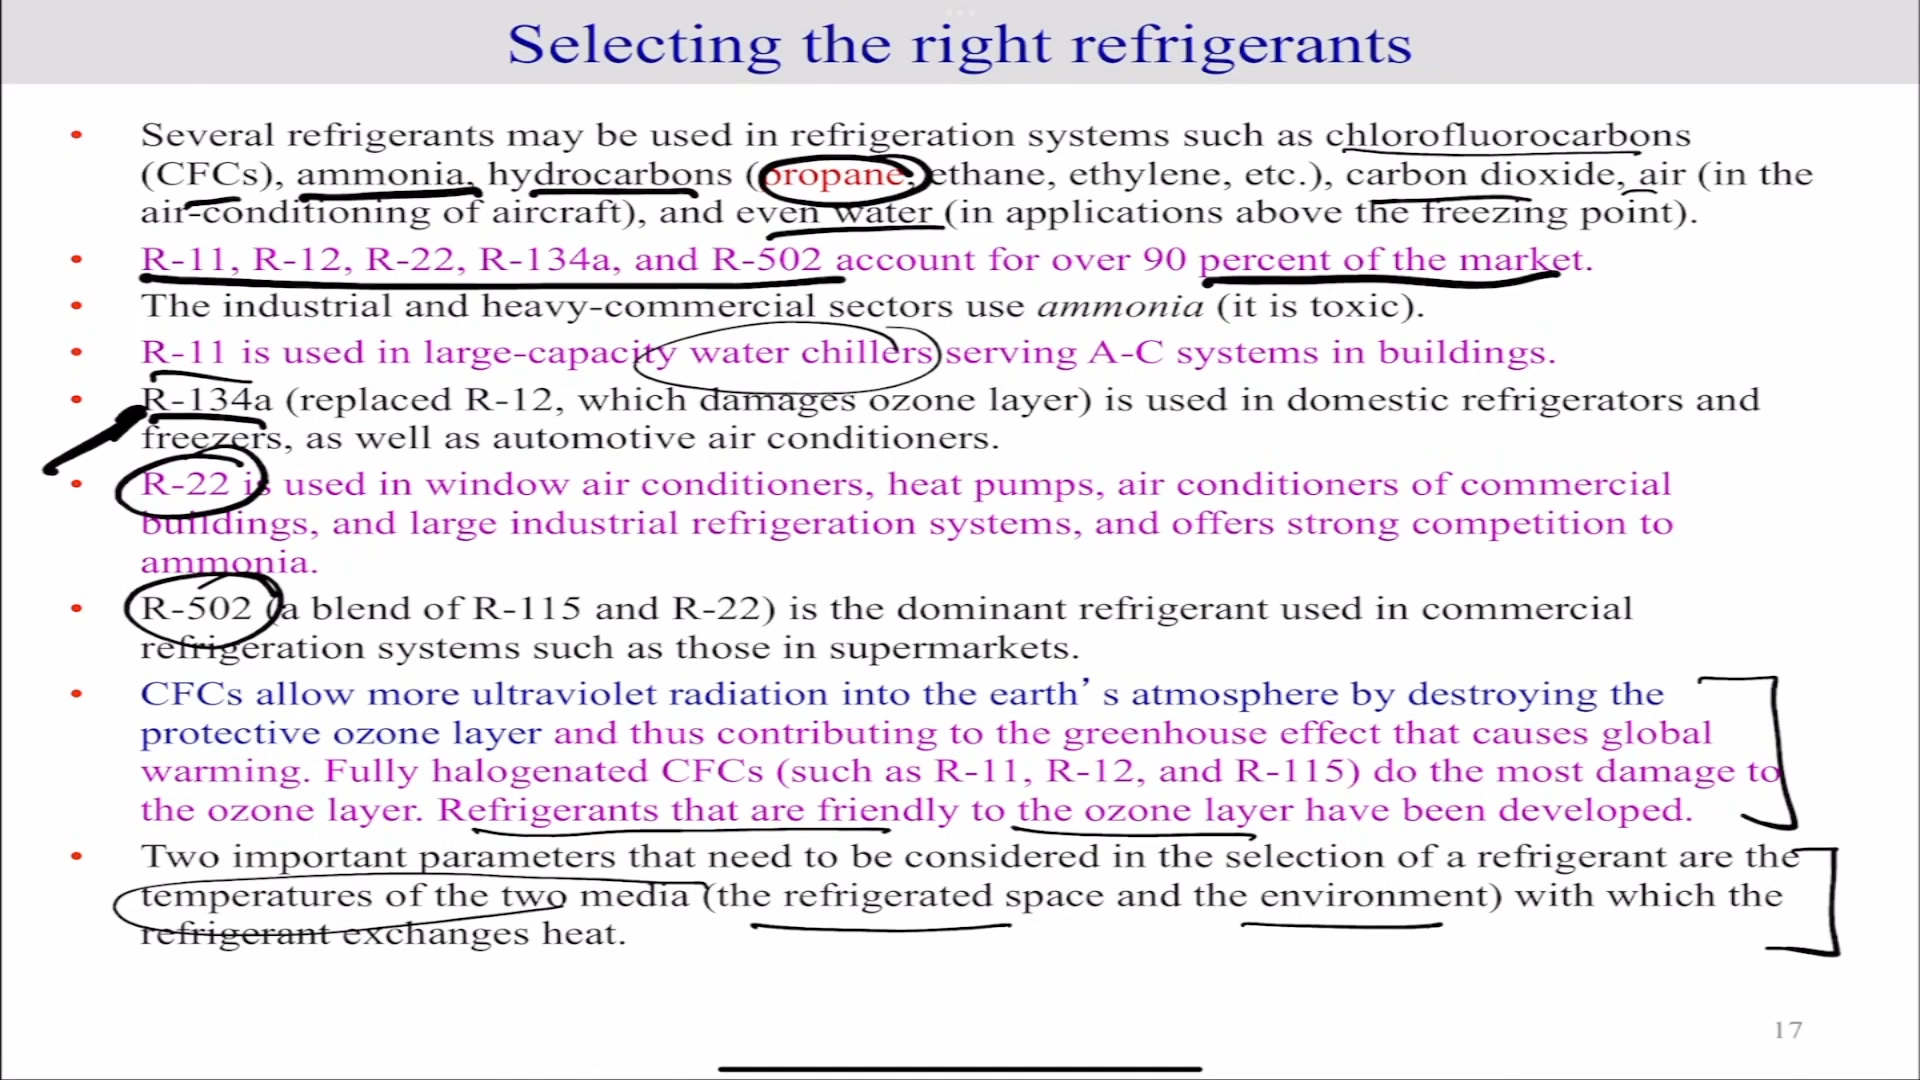 Selecting the right refrigerants
• Several refrigerants may be used in refrigeration systems such as chlorofluorocarbons
(CFCs), ammonia, hydrocarbons (propane, ethane, ethylene, etc.), carbon dioxide, air (in the
air-conditioning of aircraft), and even water (in applications above the freezing point).
• R-11, R-12, R-22, R-134a, and R-502 account for over 90 percent of the market.
• The industrial and heavy-commercial sectors use ammonia (it is toxic).
• R-11 is used in large-capacity water chillers serving A-C systems in buildings.
• R-134a (replaced R-12, which damages ozone layer) is used in domestic refrigerators and
freezers, as well as automotive air conditioners.
• R-22 is used in window air conditioners, heat pumps, air conditioners of commercial
buildings, and large industrial refrigeration systems, and offers strong competition to
ammonia.
• R-502 (a blend of R-115 and R-22) is the dominant refrigerant used in commercial
refrigeration systems such as those in supermarkets.
• CFCs allow more ultraviolet radiation into the earth’s atmosphere by destroying the
protective ozone layer and thus contributing to the greenhouse effect that causes global
warming. Fully halogenated CFCs (such as R-11, R-12, and R-115) do the most damage to
the ozone layer. Refrigerants that are friendly to the ozone layer have been developed.
• Two important parameters that need to be considered in the selection of a refrigerant are the
temperatures of the two media (the refrigerated space and the environment) with which the
refrigerant exchanges heat.
17